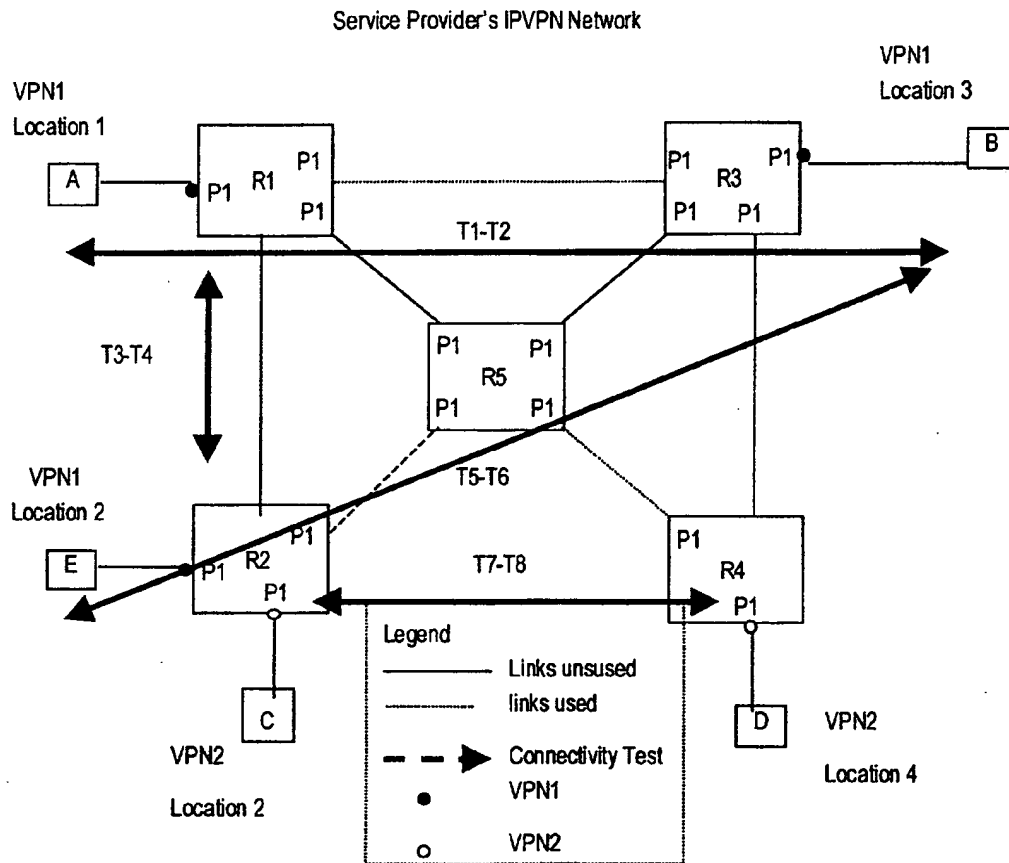 Service Provider's IPVPN Network
VPN1
Location 1
VPN1
Location 3
A
P1
R1
P1
P1
P1
R3
P1
P1
P1
B
T1-T2
T3-T4
P1
P1
R5
P1
P1
VPN1
Location 2
T5-T6
E
P1
R2
P1
P1
T7-T8
P1
R4
P1
Legend
Links unsused
links used
Connectivity Test
VPN1
VPN2
C
VPN2
Location 2
D
VPN2
Location 4